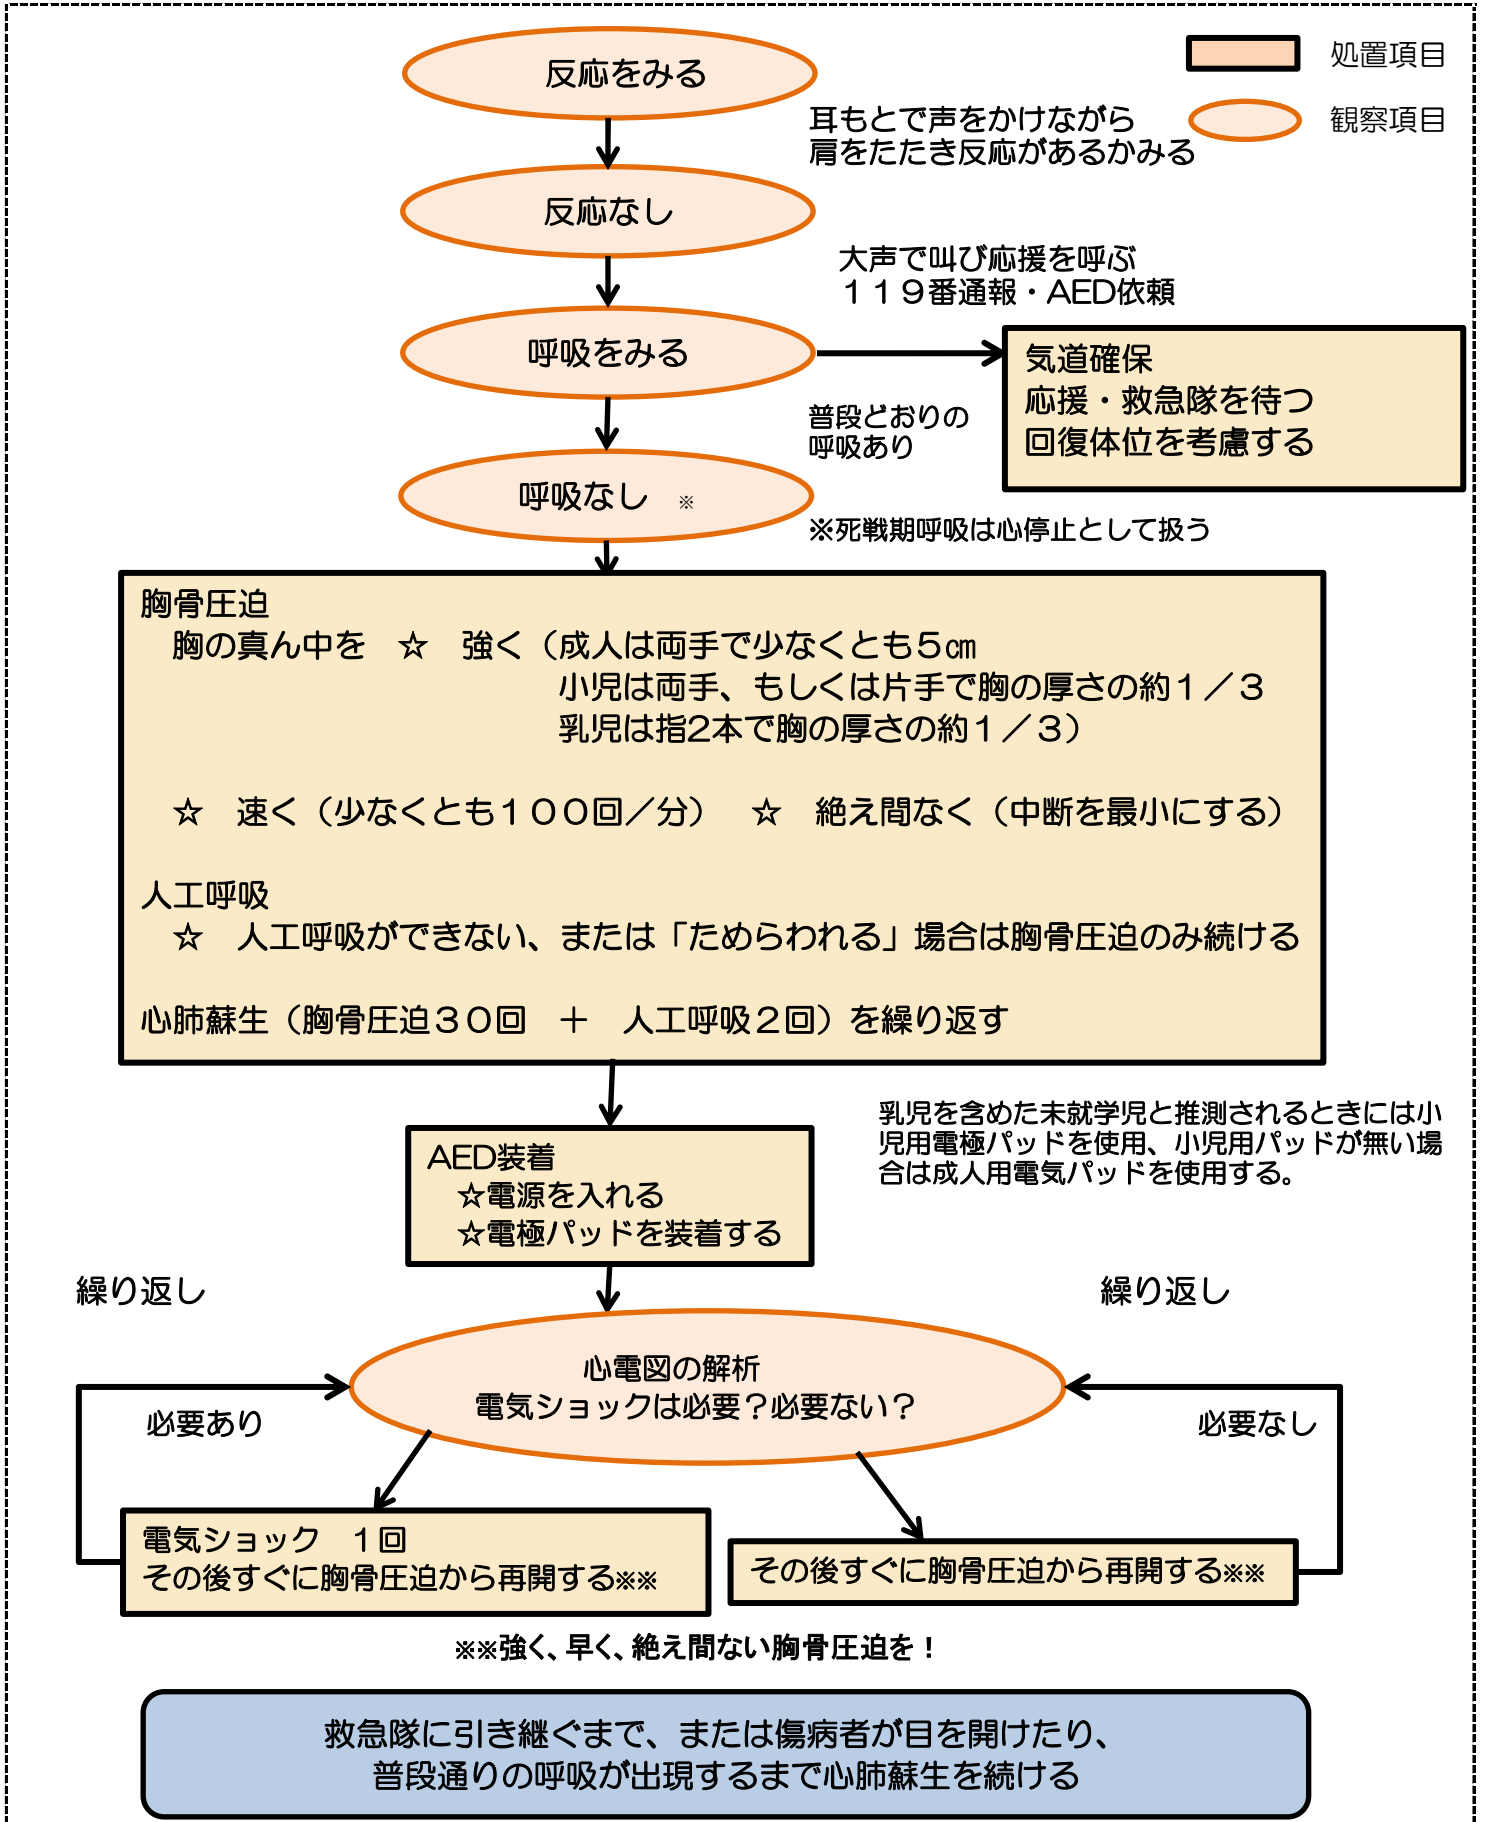 反応をみる
処置項目
観察項目
耳もとで声をかけながら
肩をたたき反応があるかみる
反応なし
大声で叫び応援を呼ぶ
119番通報・AED依頼
呼吸をみる
気道確保
応援・救急隊を待つ
回復体位を考慮する
普段どおりの
呼吸あり
呼吸なし ※
※死戦期呼吸は心停止として扱う
胸骨圧迫
胸の真ん中を ☆ 強く(成人は両手で少なくとも5㎝
小児は両手、もしくは片手で胸の厚さの約1/3
乳児は指2本で胸の厚さの約1/3)
☆ 速く(少なくとも100回/分) ☆ 絶え間なく(中断を最小にする)
人工呼吸
☆ 人工呼吸ができない、または「ためらわれる」場合は胸骨圧迫のみ続ける
心肺蘇生(胸骨圧迫30回 + 人工呼吸2回)を繰り返す
乳児を含めた未就学児と推測されるときには小
児用電極パッドを使用、小児用パッドが無い場
合は成人用電気パッドを使用する。
AED装着
☆電源を入れる
☆電極パッドを装着する
繰り返し
繰り返し
心電図の解析
電気ショックは必要?必要ない?
必要あり
必要なし
電気ショック 1回
その後すぐに胸骨圧迫から再開する※※
その後すぐに胸骨圧迫から再開する※※
※※強く、早く、絶え間ない胸骨圧迫を!
救急隊に引き継ぐまで、または傷病者が目を開けたり、
普段通りの呼吸が出現するまで心肺蘇生を続ける